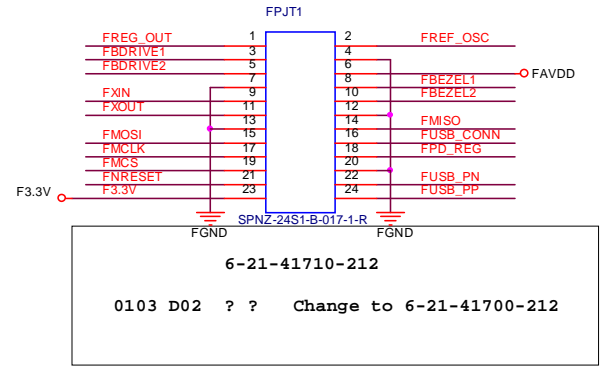 FPJT1
FREG_OUT 1 2 FREF_OSC
FBDRIVE1 3 4
FBDRIVE2 5 6 FAVDD
7 8 FBEZEL1
FXIN 9 10 FBEZEL2
FXOUT 11 12
13 14 FMISO
FMOSI 15 16 FUSB_CONN
FMCLK 17 18 FPD_REG
FMCS 19 20
FNRESET 21 22 FUSB_PN
F3.3V F3.3V 23 24 FUSB_PP
SPNZ-24S1-B-017-1-R
FGND FGND
6-21-41710-212
0103 D02 ? ? Change to 6-21-41700-212